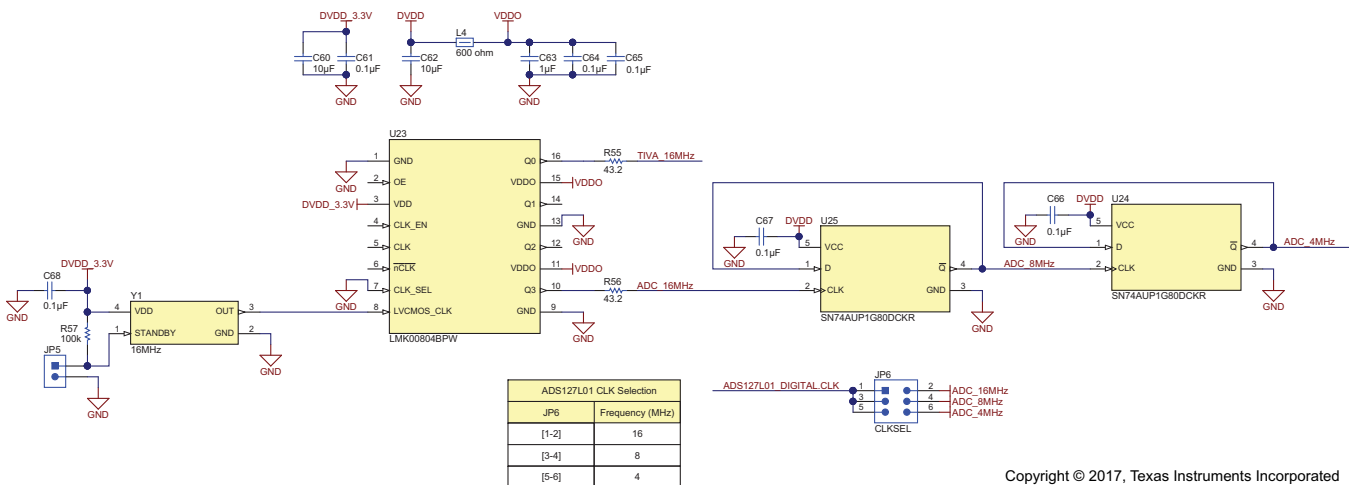 DVDD_3.3V
C60
10µF
C61
0.1µF
GND
DVDD
VDDO
L4
600 ohm
C62
10µF
GND
C63
1µF
C64
0.1µF
C65
0.1µF
GND
U23
1 GND Q0 16
2 OE VDDO 15
3 VDD Q1 14
4 CLK_EN GND 13
5 CLK Q2 12
6 nCLK VDDO 11
7 CLK_SEL Q3 10
8 LVCMOS_CLK GND 9
LMK00804BPW
GND
DVDD_3.3V
GND
R55
43.2
TIVA_16MHz
VDDO
GND
VDDO
R56
43.2
ADC_16MHz
GND
DVDD_3.3V
C68
0.1µF
GND
R57
100k
JP5
GND
Y1
4 VDD OUT 3
1 STANDBY GND 2
16MHz
GND
C67
0.1µF
GND
DVDD
U25
5 VCC
1 D Q 4
2 CLK GND 3
SN74AUP1G80DCKR
GND
ADC_8MHz
C66
0.1µF
GND
DVDD
U24
5 VCC
1 D Q 4
2 CLK GND 3
SN74AUP1G80DCKR
GND
ADC_4MHz
ADS127L01 CLK Selection
JP6 Frequency (MHz)
[1-2] 16
[3-4] 8
[5-6] 4
ADS127L01_DIGITAL.CLK
JP6
1 2 ADC_16MHz
3 4 ADC_8MHz
5 6 ADC_4MHz
CLKSEL
Copyright © 2017, Texas Instruments Incorporated